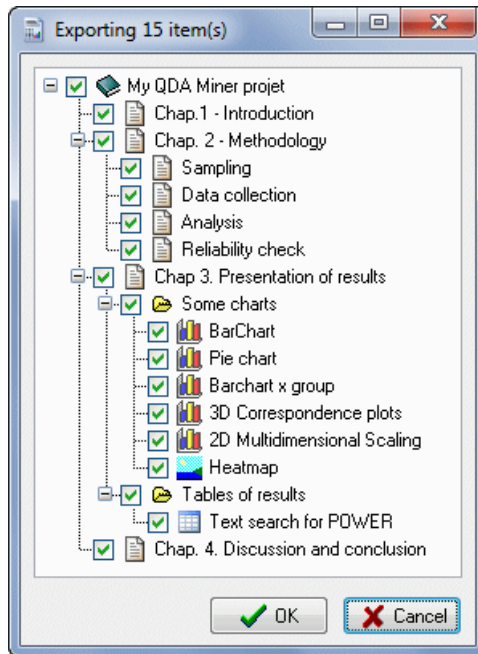 Exporting 15 item(s)
My QDA Miner projet
Chap.1 - Introduction
Chap. 2 - Methodology
Sampling
Data collection
Analysis
Reliability check
Chap 3. Presentation of results
Some charts
BarChart
Pie chart
Barchart x group
3D Correspondence plots
2D Multidimensional Scaling
Heatmap
Tables of results
Text search for POWER
Chap. 4. Discussion and conclusion
OK Cancel